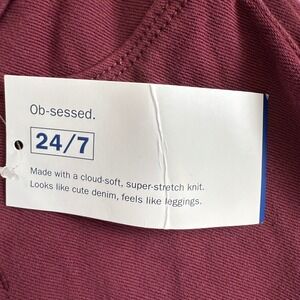 Ob-sessed.
24/7
Made with a cloud-soft, super-stretch knit.
Looks like cute denim, feels like leggings.